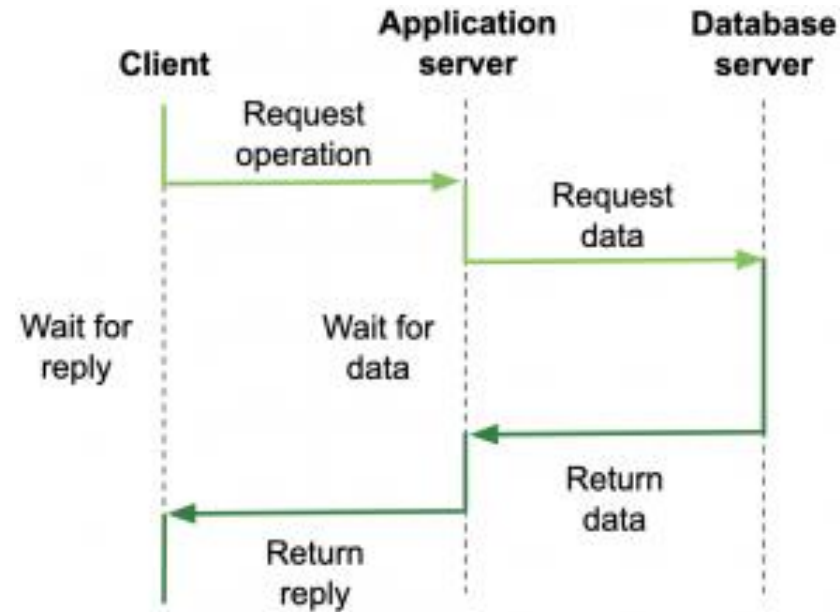 Client
Application
server
Database
server
Request
operation
Request
data
Wait for
reply
Wait for
data
Return
data
Return
reply